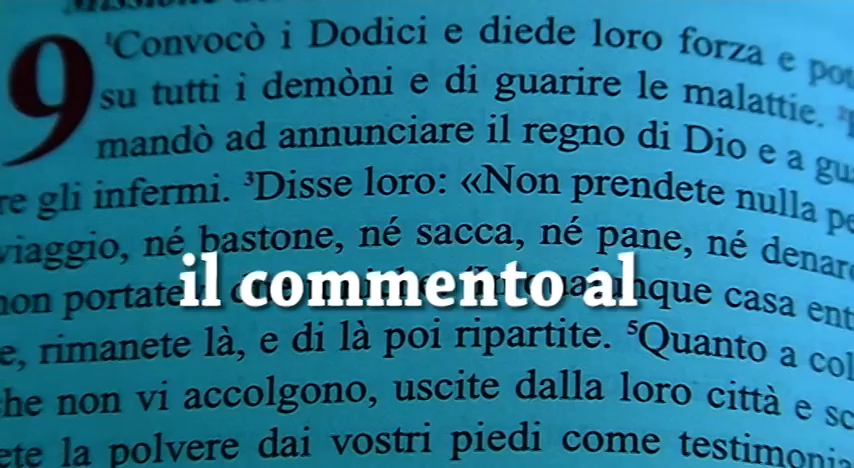 9 ¹Convocò i Dodici e diede loro forza e
su tutti i demòni e di guarire le malattie.
mandò ad annunciare il regno di Dio e a
re gli infermi. ³Disse loro: «Non prendete nulla
viaggio, né bastone, né sacca, né pane, né
non portate
il commento al
casa
e, rimanete là, e di là poi ripartite. ⁵Quanto a
che non vi accolgono, uscite dalla loro città e
ete la polvere dai vostri piedi come